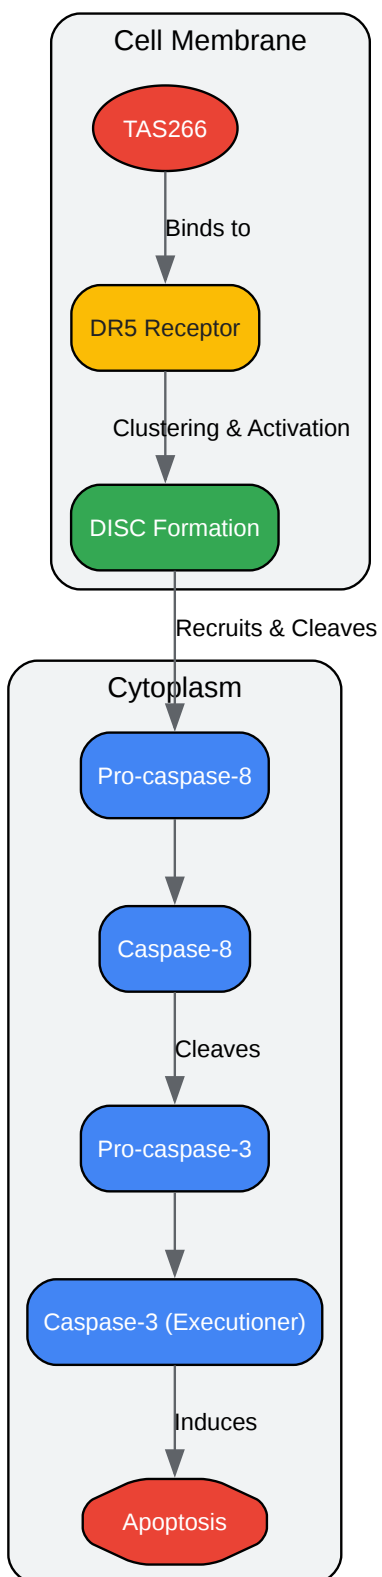 Cell Membrane
TAS266
Binds to
DR5 Receptor
Clustering & Activation
DISC Formation
Recruits & Cleaves
Cytoplasm
Pro-caspase-8
Caspase-8
Cleaves
Pro-caspase-3
Caspase-3 (Executioner)
Induces
Apoptosis